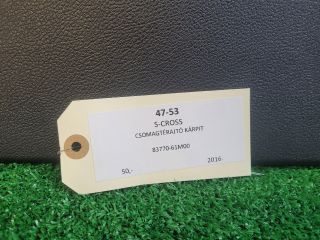 47-53
S-CROSS
CSOMAGTÉRAJTÓ KÁRPIT
83770-61M00
50,- 2016